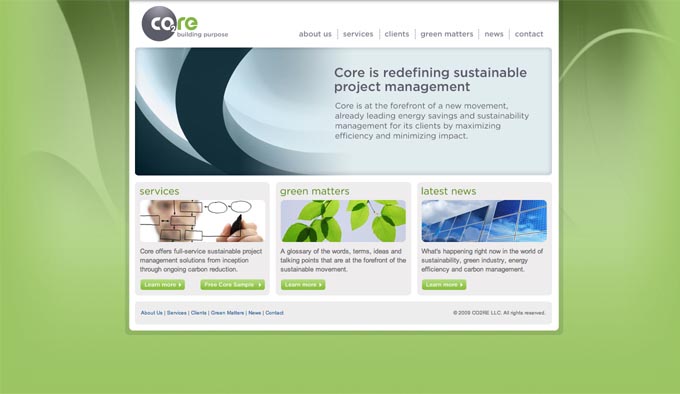 CO2re
building purpose
about us | services | clients | green matters | news | contact
Core is redefining sustainable
project management
Core is at the forefront of a new movement,
already leading energy savings and sustainability
management for its clients by maximizing
efficiency and minimizing impact.
services
Core offers full-service sustainable project
management solutions from inception
through ongoing carbon reduction.
Learn more
Free Core Sample
green matters
A glossary of the words, terms, ideas and
talking points that are at the forefront of the
sustainable movement.
Learn more
latest news
What's happening right now in the world of
sustainability, green industry, energy
efficiency and carbon management.
Learn more
About Us | Services | Clients | Green Matters | News | Contact
© 2009 CO2RE LLC. All rights reserved.